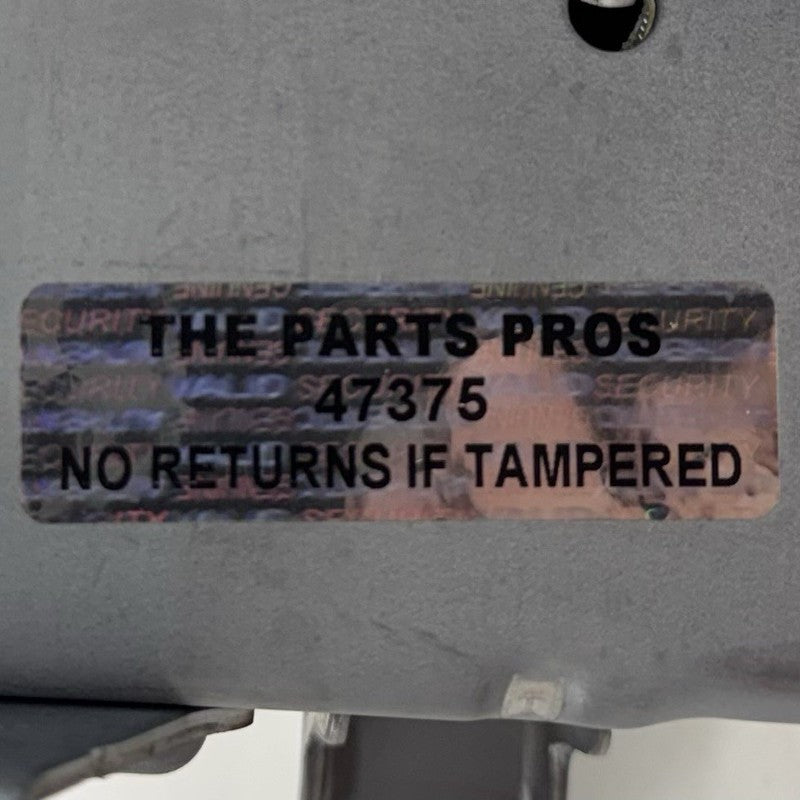 THE PARTS PROS
47375
NO RETURNS IF TAMPERED